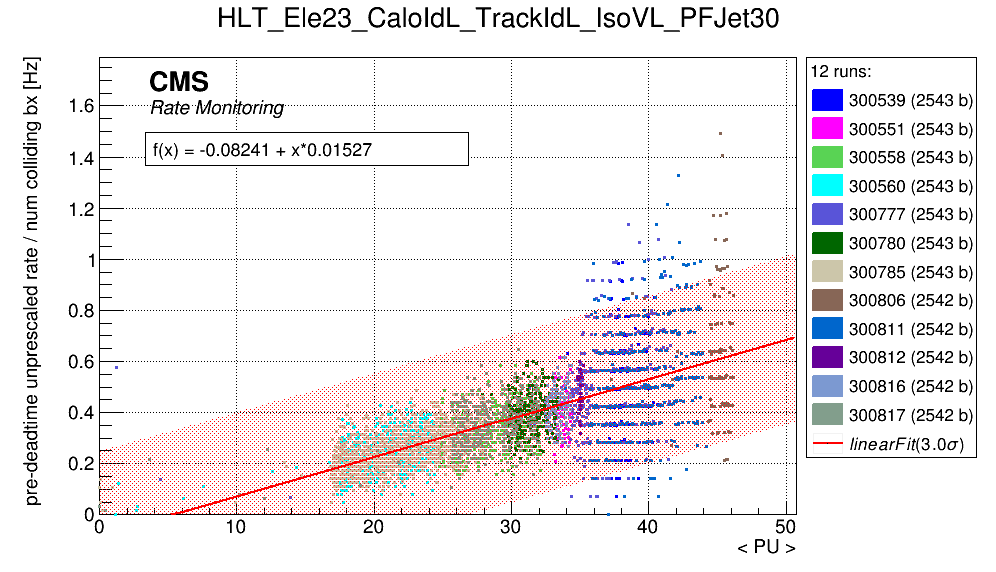 HLT_Ele23_CaloIdL_TrackIdL_IsoVL_PFJet30
pre-deadtime unprescaled rate / num colliding bx [Hz]
CMS
Rate Monitoring
f(x) = -0.08241 + x*0.01527
1.6
1.4
1.2
1
0.8
0.6
0.4
0.2
0
0 10 20 30 40 50
< PU >
12 runs:
300539 (2543 b)
300551 (2543 b)
300558 (2543 b)
300560 (2543 b)
300777 (2543 b)
300780 (2543 b)
300785 (2543 b)
300806 (2542 b)
300811 (2542 b)
300812 (2542 b)
300816 (2542 b)
300817 (2542 b)
linearFit(3.0σ)